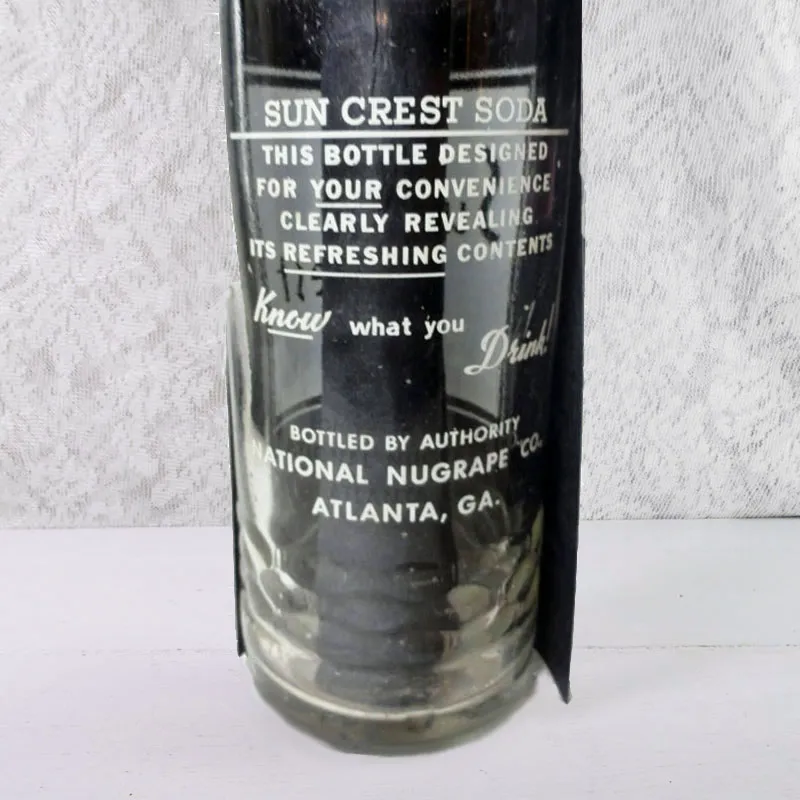 SUN CREST SODA
THIS BOTTLE DESIGNED
FOR YOUR CONVENIENCE
CLEARLY REVEALING
ITS REFRESHING CONTENTS
Know what you Drink!
BOTTLED BY AUTHORITY
NATIONAL NUGRAPE CO.
ATLANTA, GA.